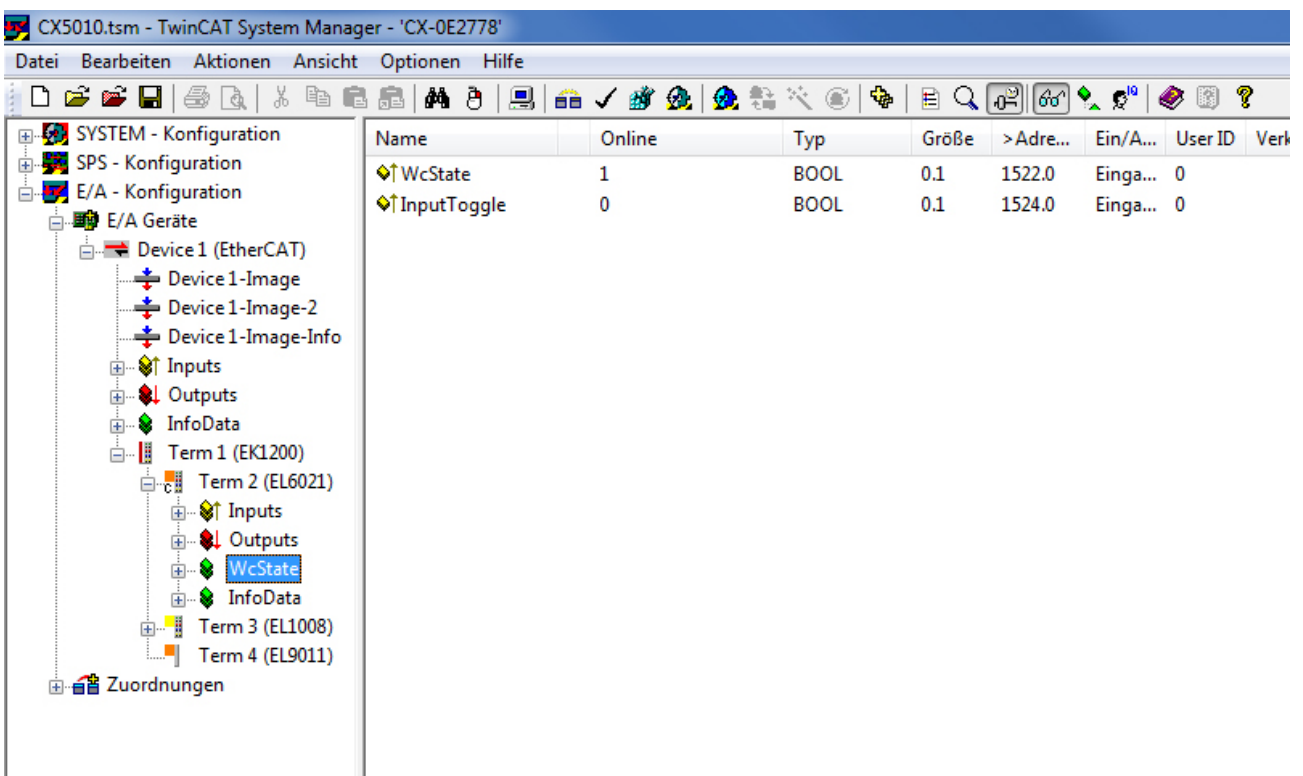 CX5010.tsm - TwinCAT System Manager - 'CX-0E2778'
Datei Bearbeiten Aktionen Ansicht Optionen Hilfe
SYSTEM - Konfiguration
SPS - Konfiguration
E/A - Konfiguration
E/A Geräte
Device 1 (EtherCAT)
Device 1-Image
Device 1-Image-2
Device 1-Image-Info
Inputs
Outputs
InfoData
Term 1 (EK1200)
Term 2 (EL6021)
Inputs
Outputs
WcState
InfoData
Term 3 (EL1008)
Term 4 (EL9011)
Zuordnungen
Name Online Typ Größe >Adre... Ein/A... User ID Verk
WcState 1 BOOL 0.1 1522.0 Einga... 0
InputToggle 0 BOOL 0.1 1524.0 Einga... 0